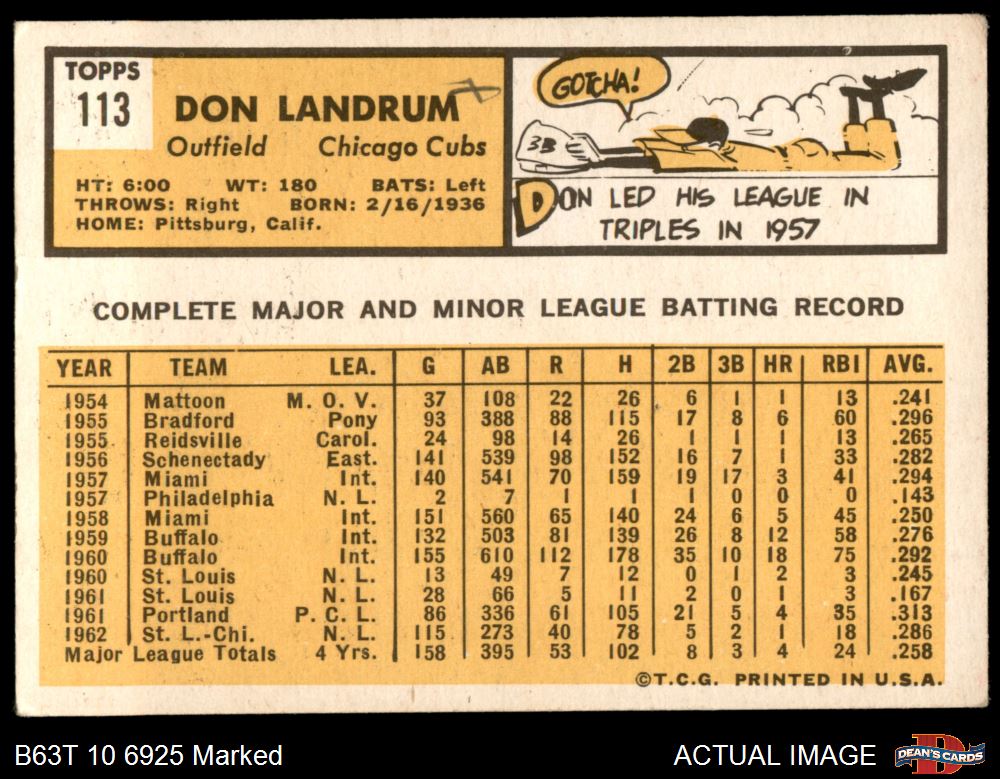 TOPPS
113
DON LANDRUM
Outfield Chicago Cubs
HT: 6:00 WT: 180 BATS: Left
THROWS: Right BORN: 2/16/1936
HOME: Pittsburg, Calif.
GOTCHA!
3B
DON LED HIS LEAGUE IN
TRIPLES IN 1957
COMPLETE MAJOR AND MINOR LEAGUE BATTING RECORD
YEAR TEAM LEA. G AB R H 2B 3B HR RBI AVG.
1954 Mattoon M. O. V. 37 108 22 26 6 1 1 13 .241
1955 Bradford Pony 93 388 88 115 17 8 6 60 .296
1955 Reidsville Carol. 24 98 14 26 1 1 1 13 .265
1956 Schenectady East. 141 539 98 152 16 7 1 33 .282
1957 Miami Int. 140 541 70 159 19 17 3 41 .294
1957 Philadelphia N. L. 2 7 1 1 1 0 0 0 .143
1958 Miami Int. 151 560 65 140 24 6 5 45 .250
1959 Buffalo Int. 132 503 81 139 26 8 12 58 .276
1960 Buffalo Int. 155 610 112 178 35 10 18 75 .292
1960 St. Louis N. L. 13 49 7 12 0 1 2 3 .245
1961 St. Louis N. L. 28 66 5 11 2 0 1 3 .167
1961 Portland P. C. L. 86 336 61 105 21 5 4 35 .313
1962 St. L.-Chi. N. L. 115 273 40 78 5 2 1 18 .286
Major League Totals 4 Yrs. 158 395 53 102 8 3 4 24 .258
©T.C.G. PRINTED IN U.S.A.
B63T 10 6925 Marked
ACTUAL IMAGE
DEAN'S CARDS